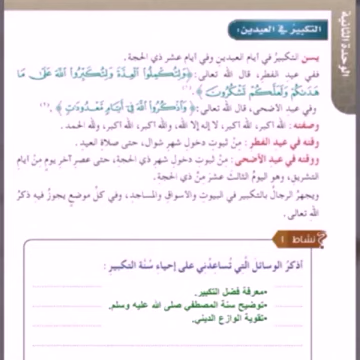 الوحدة الثانية
التكبير في العيدين:
يسن التكبير في أيام العيدين وفي أيام عشر ذي الحجة.
ففي عيد الفطر، قال الله تعالى: ﴿وَلِتُكْمِلُوا الْعِدَّةَ وَلِتُكَبِّرُوا اللَّهَ عَلَىٰ مَا
هَدَاكُمْ وَلَعَلَّكُمْ تَشْكُرُونَ﴾.(١)
وفي عيد الأضحى، قال الله تعالى: ﴿وَاذْكُرُوا اللَّهَ فِي أَيَّامٍ مَعْدُودَاتٍ﴾.(٢)
وصفته: الله أكبر، الله أكبر، لا إله إلا الله، والله أكبر، الله أكبر، ولله الحمد.
وقته في عيد الفطر: من ثبوت دخول شهر شوال، حتى صلاة العيد.
ووقته في عيد الأضحى: من ثبوت دخول شهر ذي الحجة، حتى عصر آخر يوم من أيام
التشريق، وهو اليوم الثالث عشر من ذي الحجة.
ويجهر الرجال بالتكبير في البيوت والأسواق والمساجد، وفي كل موضع يجوز فيه ذكر
الله تعالى.
نشاط ١
أذكر الوسائل التي تساعدني على إحياء سُنَّة التكبير:
•معرفة فضل التكبير.
•توضيح سنة المصطفى صلى الله عليه وسلم.
•تقوية الوازع الديني.